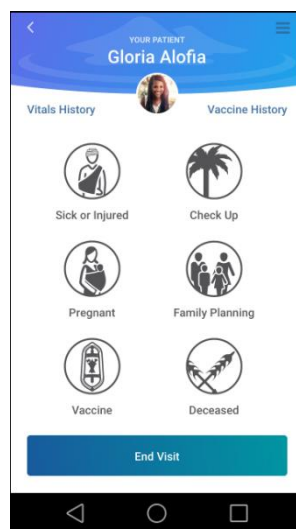 YOUR PATIENT
Gloria Alofia
Vitals History
Vaccine History
Sick or Injured
Check Up
Pregnant
Family Planning
Vaccine
Deceased
End Visit